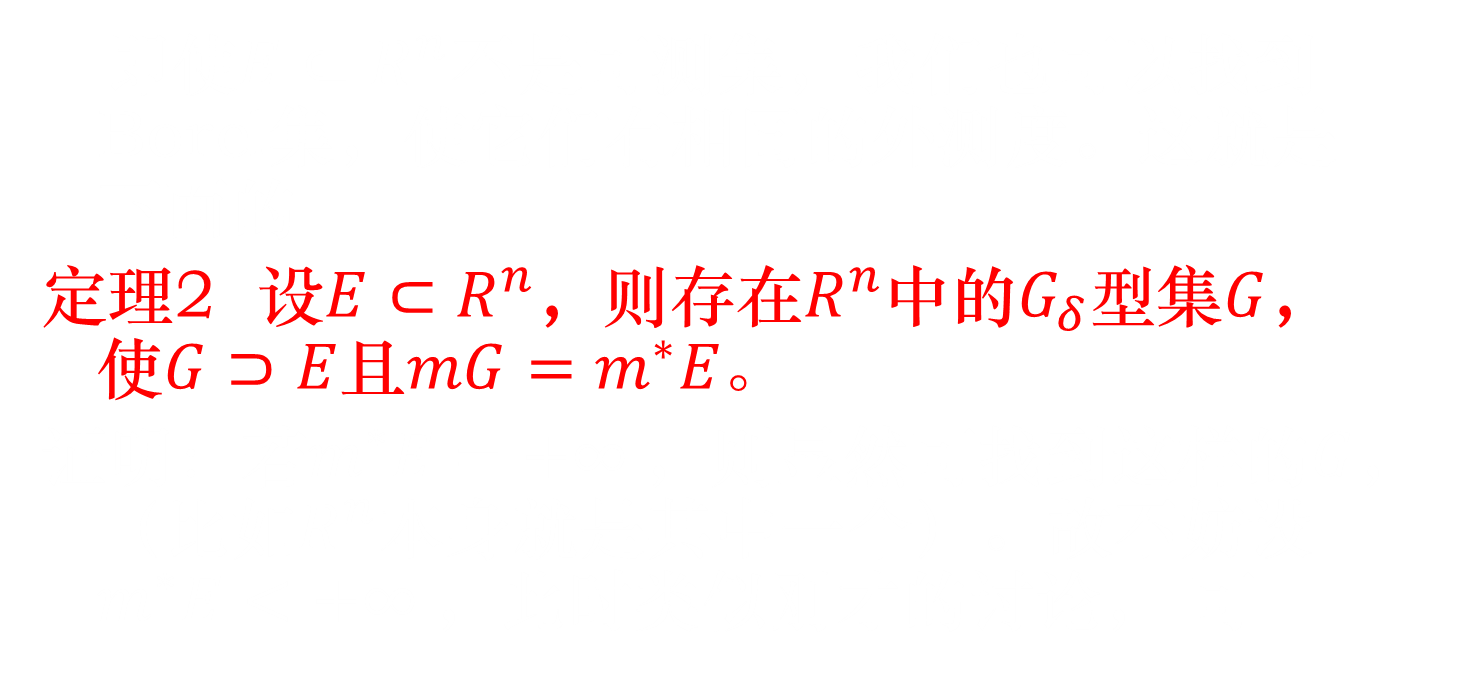 定理2 设E ⊂ Rⁿ，则存在Rⁿ中的G_δ型集G，
使G ⊃ E且mG = m*E。